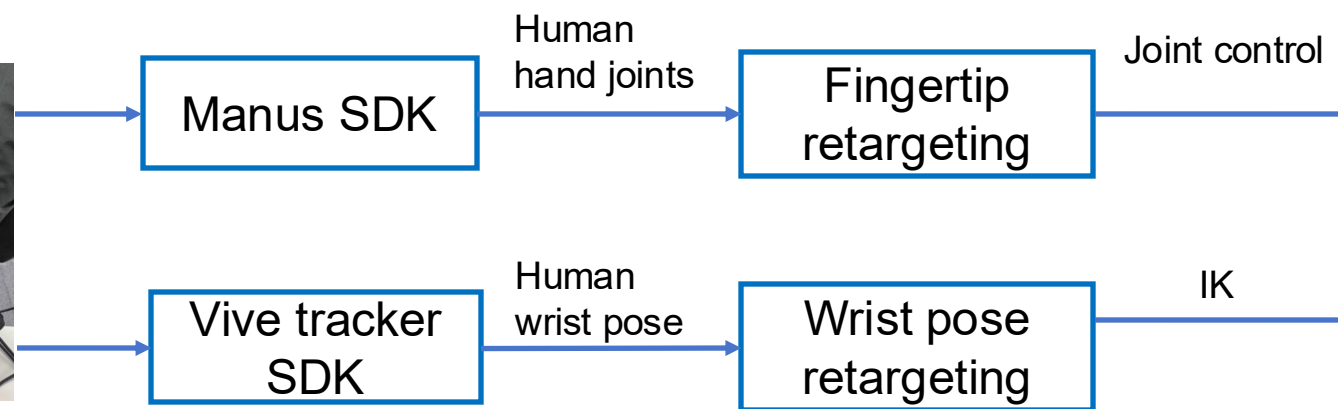 Human
hand joints
Joint control
Manus SDK
Fingertip
retargeting
Human
wrist pose
IK
Vive tracker
SDK
Wrist pose
retargeting